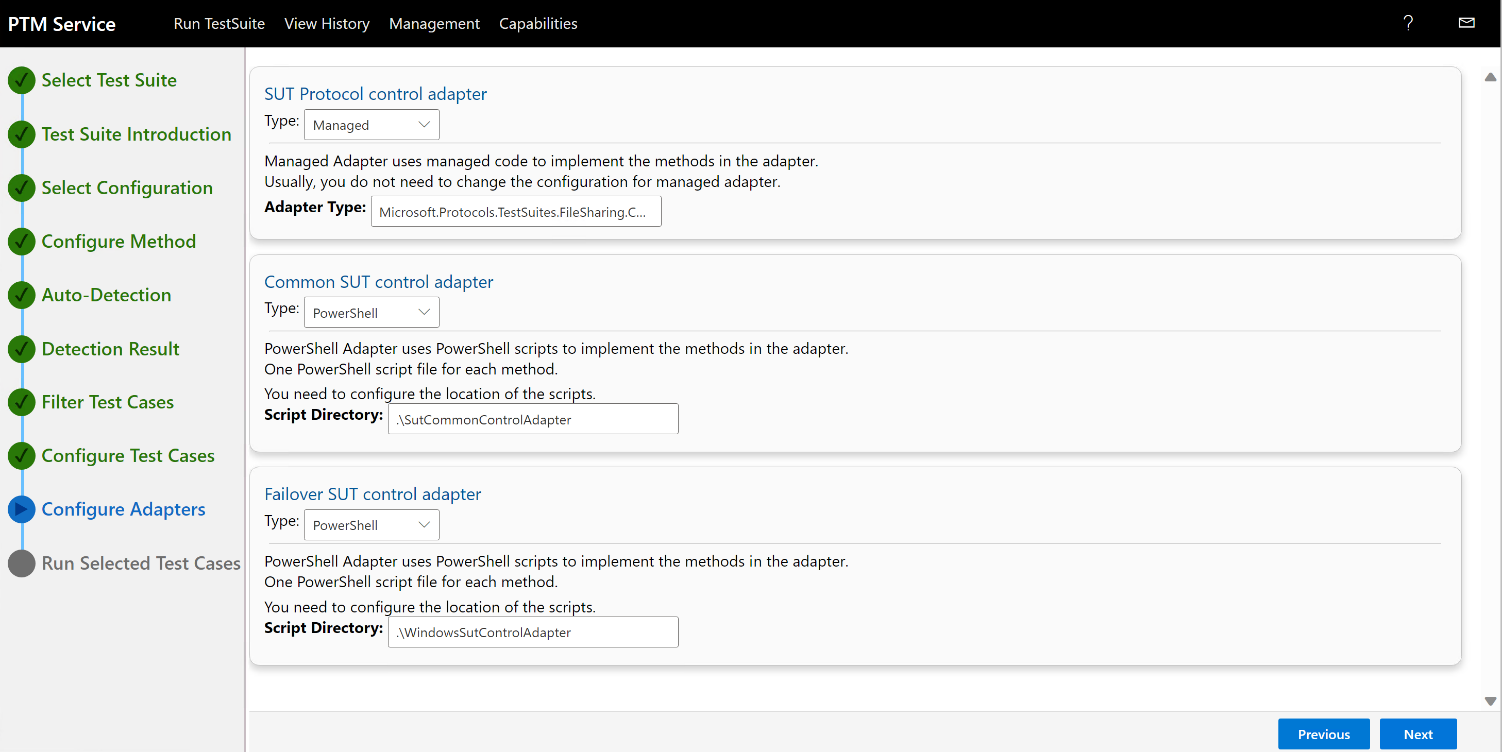 PTM Service
Run TestSuite
View History
Management
Capabilities
?
Select Test Suite
Test Suite Introduction
Select Configuration
Configure Method
Auto-Detection
Detection Result
Filter Test Cases
Configure Test Cases
Configure Adapters
Run Selected Test Cases
SUT Protocol control adapter
Type: Managed
Managed Adapter uses managed code to implement the methods in the adapter.
Usually, you do not need to change the configuration for managed adapter.
Adapter Type: Microsoft.Protocols.TestSuites.FileSharing.C...
Common SUT control adapter
Type: PowerShell
PowerShell Adapter uses PowerShell scripts to implement the methods in the adapter.
One PowerShell script file for each method.
You need to configure the location of the scripts.
Script Directory: .\SutCommonControlAdapter
Failover SUT control adapter
Type: PowerShell
PowerShell Adapter uses PowerShell scripts to implement the methods in the adapter.
One PowerShell script file for each method.
You need to configure the location of the scripts.
Script Directory: .\WindowsSutControlAdapter
Previous
Next